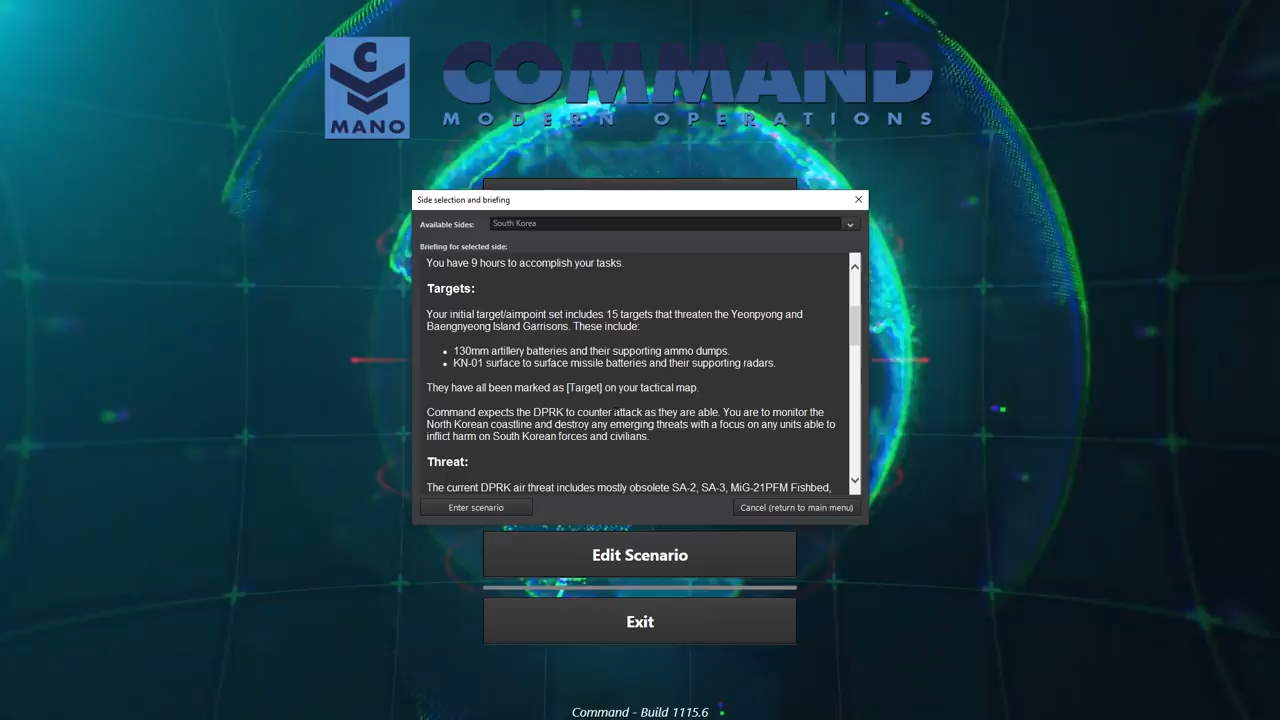 C
MANO
COMMAND
MODERN OPERATIONS
Side selection and briefing
Available Sides:
South Korea
Briefing for selected side:
You have 9 hours to accomplish your tasks.
Targets:
Your initial target/aimpoint set includes 15 targets that threaten the Yeonpyong and
Baengnyeong Island Garrisons. These include:
• 130mm artillery batteries and their supporting ammo dumps.
• KN-01 surface to surface missile batteries and their supporting radars.
They have all been marked as [Target] on your tactical map.
Command expects the DPRK to counter attack as they are able. You are to monitor the
North Korean coastline and destroy any emerging threats with a focus on any units able to
inflict harm on South Korean forces and civilians.
Threat:
The current DPRK air threat includes mostly obsolete SA-2, SA-3, MiG-21PFM Fishbed,
Enter scenario
Cancel (return to main menu)
Edit Scenario
Exit
Command - Build 1115.6